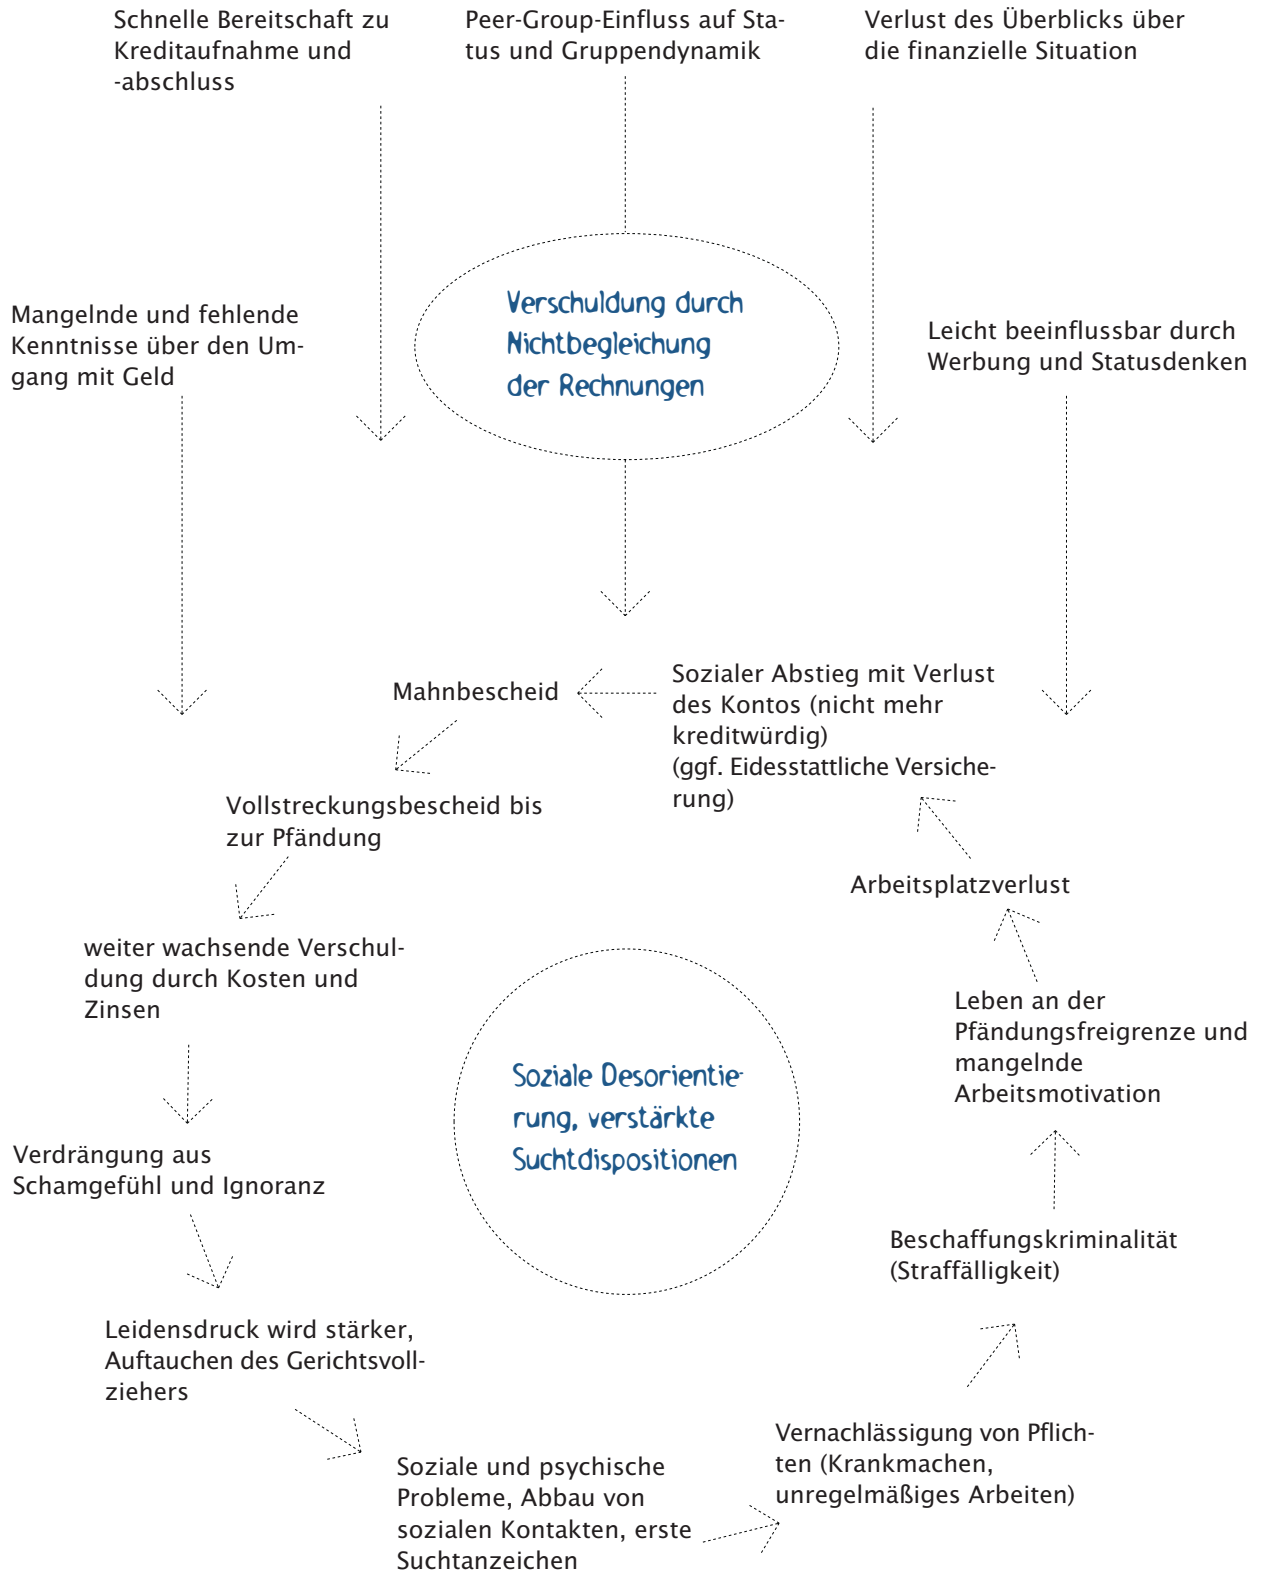 Schnelle Bereitschaft zu
Kreditaufnahme und
-abschluss
Peer-Group-Einfluss auf Sta-
tus und Gruppendynamik
Verlust des Überblicks über
die finanzielle Situation
Mangelnde und fehlende
Kenntnisse über den Um-
gang mit Geld
Verschuldung durch
Nichtbegleichung
der Rechnungen
Leicht beeinflussbar durch
Werbung und Statusdenken
Mahnbescheid
Sozialer Abstieg mit Verlust
des Kontos (nicht mehr
kreditwürdig)
(ggf. Eidesstattliche Versiche-
rung)
Vollstreckungsbescheid bis
zur Pfändung
Arbeitsplatzverlust
weiter wachsende Verschul-
dung durch Kosten und
Zinsen
Leben an der
Pfändungsfreigrenze und
mangelnde
Arbeitsmotivation
Soziale Desorientie-
rung, verstärkte
Suchtdispositionen
Verdrängung aus
Schamgefühl und Ignoranz
Beschaffungskriminalität
(Straffälligkeit)
Leidensdruck wird stärker,
Auftauchen des Gerichtsvoll-
ziehers
Vernachlässigung von Pflich-
ten (Krankmachen,
unregelmäßiges Arbeiten)
Soziale und psychische
Probleme, Abbau von
sozialen Kontakten, erste
Suchtanzeichen